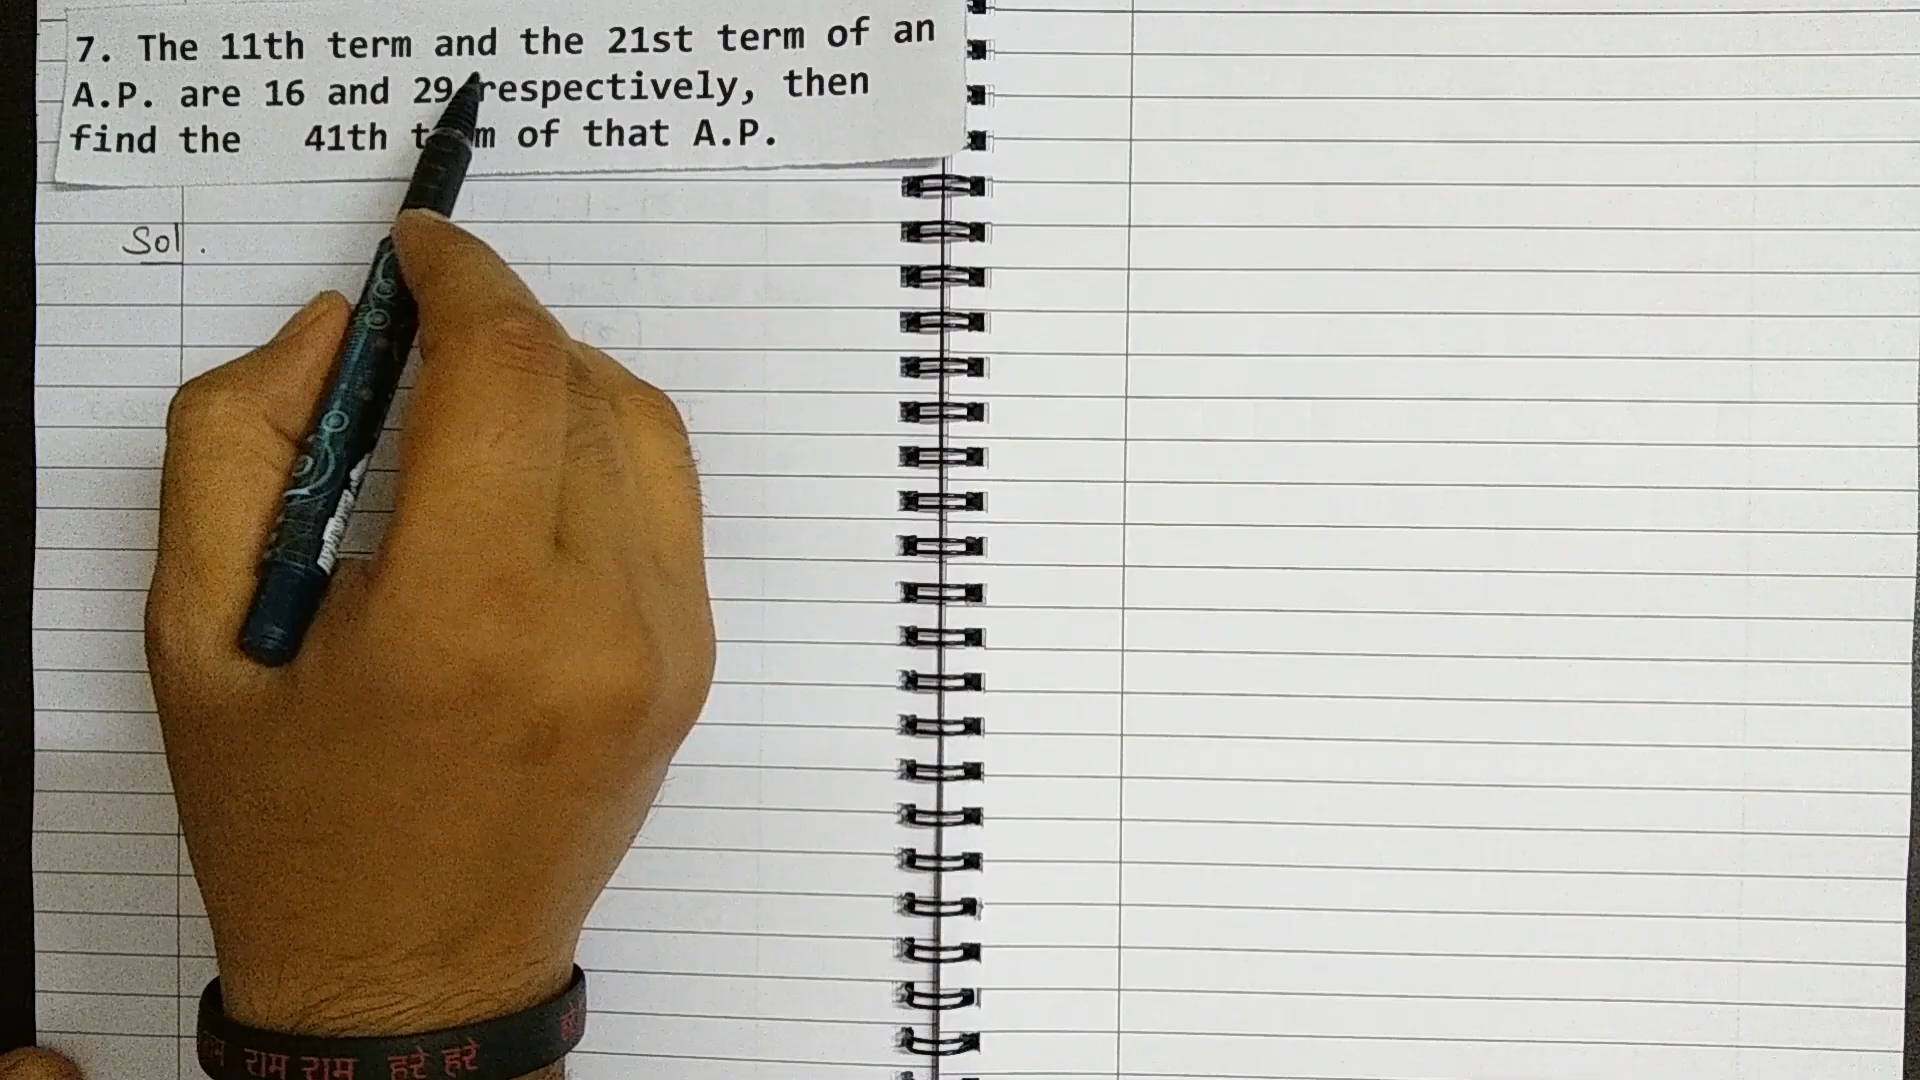 7. The 11th term and the 21st term of an
A.P. are 16 and 29 respectively, then
find the 41th term of that A.P.
Sol.
राम राम हरे हरे